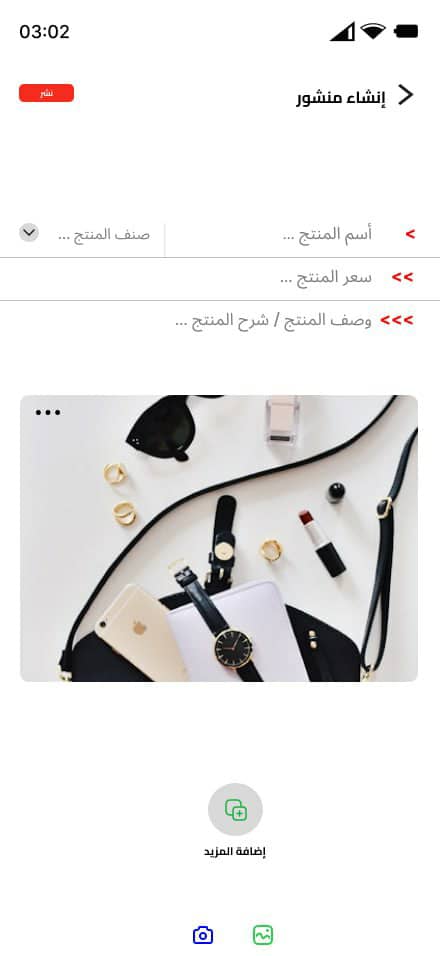 03:02
إنشاء منشور
نشر
< أسم المنتج ... صنف المنتج ...
<< سعر المنتج ...
<<< وصف المنتج / شرح المنتج ...
إضافة المزيد